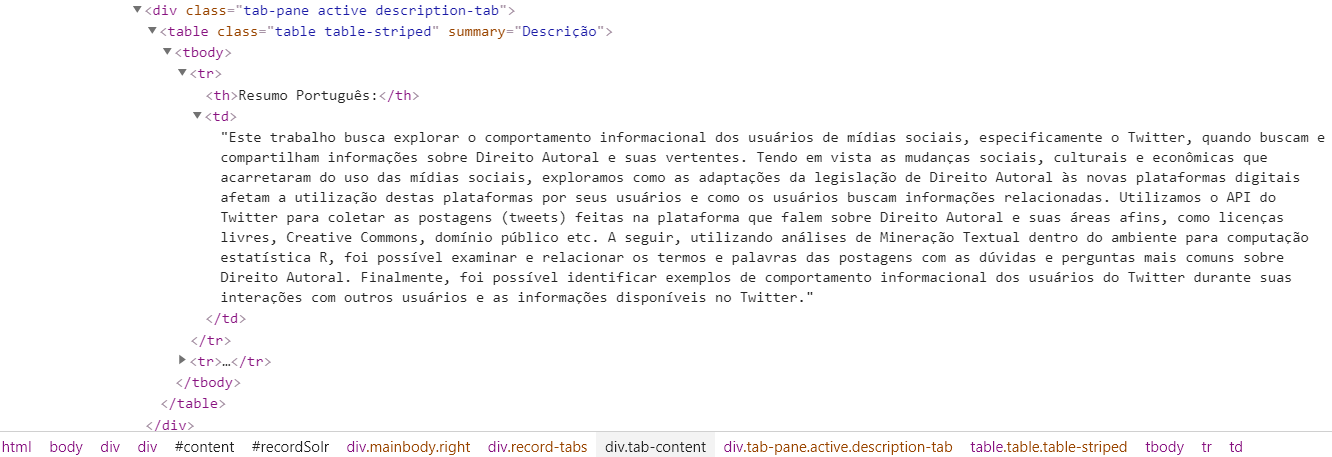 <div class="tab-pane active description-tab">
<table class="table table-striped" summary="Descrição">
<tbody>
<tr>
<th>Resumo Português:</th>
<td>
"Este trabalho busca explorar o comportamento informacional dos usuários de mídias sociais, especificamente o Twitter, quando buscam e
compartilham informações sobre Direito Autoral e suas vertentes. Tendo em vista as mudanças sociais, culturais e econômicas que
acarretaram do uso das mídias sociais, exploramos como as adaptações da legislação de Direito Autoral às novas plataformas digitais
afetam a utilização destas plataformas por seus usuários e como os usuários buscam informações relacionadas. Utilizamos o API do
Twitter para coletar as postagens (tweets) feitas na plataforma que falem sobre Direito Autoral e suas áreas afins, como licenças
livres, Creative Commons, domínio público etc. A seguir, utilizando análises de Mineração Textual dentro do ambiente para computação
estatística R, foi possível examinar e relacionar os termos e palavras das postagens com as dúvidas e perguntas mais comuns sobre
Direito Autoral. Finalmente, foi possível identificar exemplos de comportamento informacional dos usuários do Twitter durante suas
interações com outros usuários e as informações disponíveis no Twitter."
</td>
</tr>
<tr>…</tr>
</tbody>
</table>
</div>
html body div div #content #recordSolr div.mainbody.right div.record-tabs div.tab-content div.tab-pane.active.description-tab table.table.table-striped tbody tr td